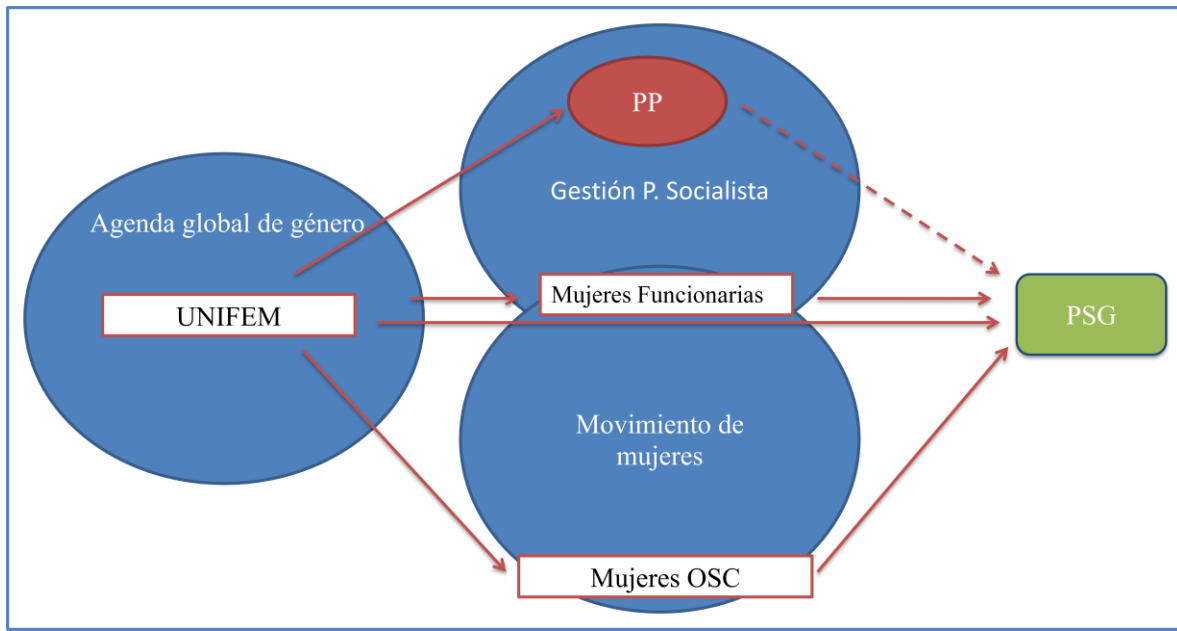 PP
Gestión P. Socialista
Agenda global de género
UNIFEM
Mujeres Funcionarias
PSG
Movimiento de
mujeres
Mujeres OSC